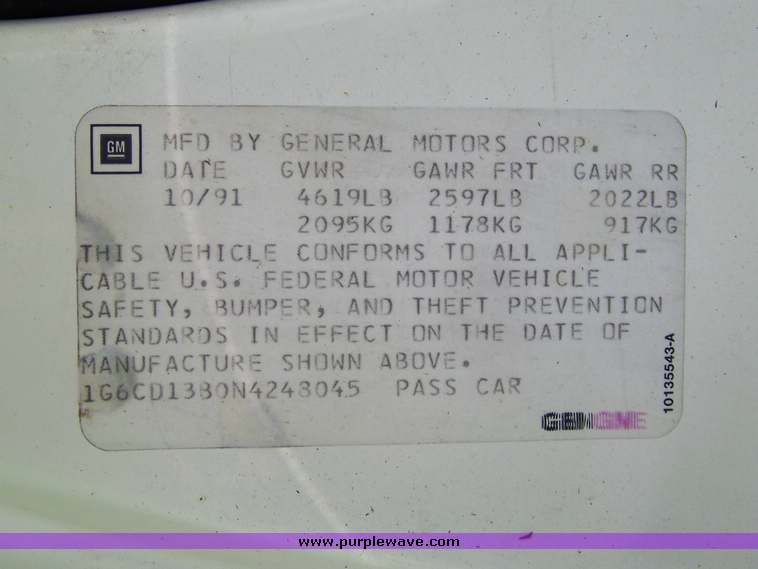 GM
MFD BY GENERAL MOTORS CORP.
DATE GVWR GAWR FRT GAWR RR
10/91 4619LB 2597LB 2022LB
2095KG 1178KG 917KG
THIS VEHICLE CONFORMS TO ALL APPLI-
CABLE U.S. FEDERAL MOTOR VEHICLE
SAFETY, BUMPER, AND THEFT PREVENTION
STANDARDS IN EFFECT ON THE DATE OF
MANUFACTURE SHOWN ABOVE.
1G6CD13B0N4248045 PASS CAR
10135543-A
www.purplewave.com